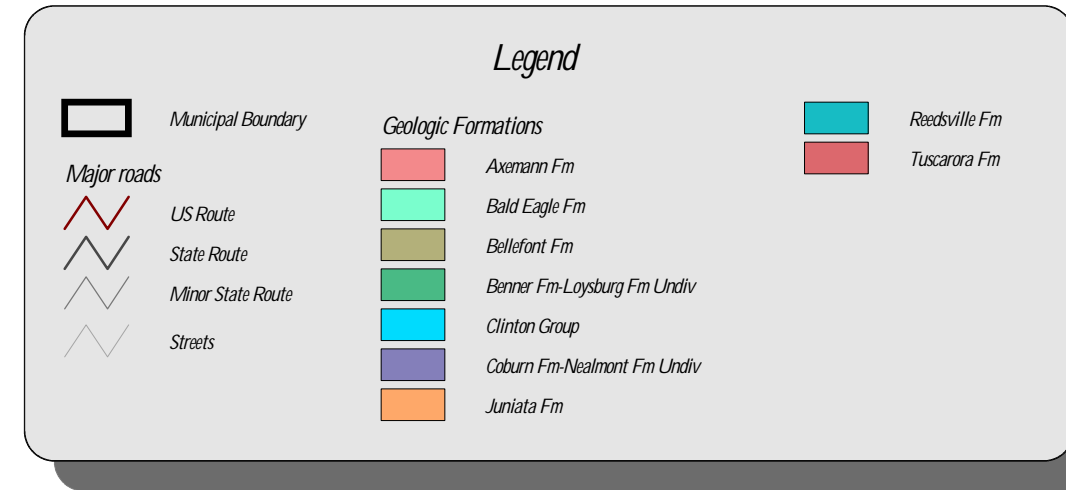 Legend
Municipal Boundary
Major roads
US Route
State Route
Minor State Route
Streets
Geologic Formations
Axemann Fm
Bald Eagle Fm
Bellefont Fm
Benner Fm-Loysburg Fm Undiv
Clinton Group
Coburn Fm-Nealmont Fm Undiv
Juniata Fm
Reedsville Fm
Tuscarora Fm